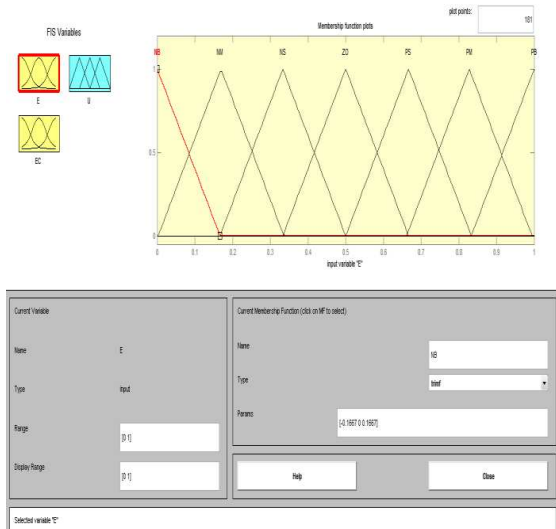 plot points:
181
FIS Variables
Membership function plots
NB NM NS ZO PS PM PB
1
0.5
0
E
U
EC
0 0.1 0.2 0.3 0.4 0.5 0.6 0.7 0.8 0.9 1
input variable "E"
Current Variable
Current Membership Function (click on MF to select)
Name
E
Name
NB
Type
input
Type
trimf
Params
[-0.1667 0 0.1667]
Range
[0 1]
Display Range
[0 1]
Help
Close
Selected variable "E"